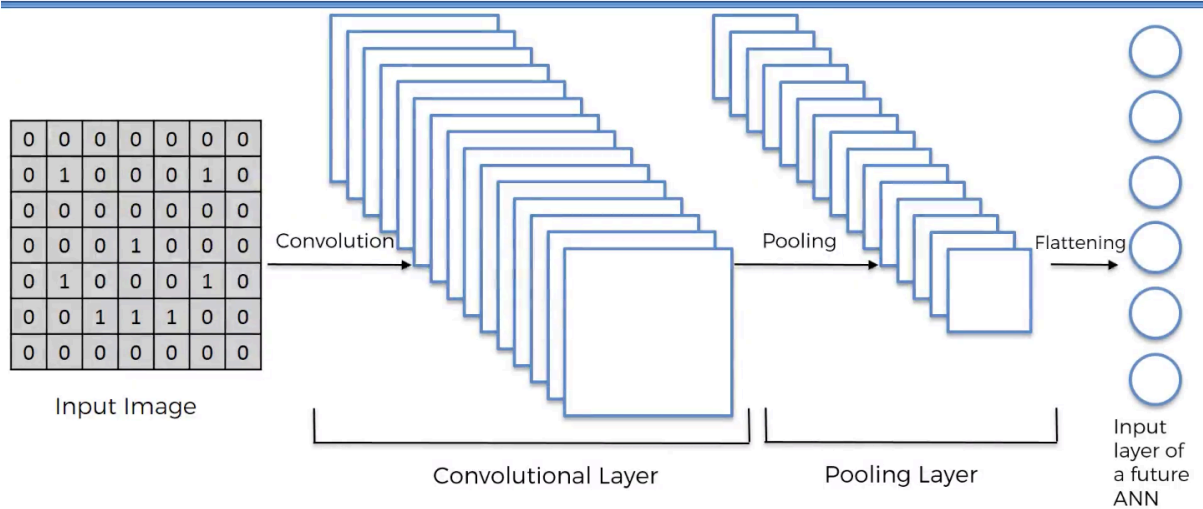 0 0 0 0 0 0 0
0 1 0 0 0 1 0
0 0 0 0 0 0 0
0 0 0 1 0 0 0
0 1 0 0 0 1 0
0 0 1 1 1 0 0
0 0 0 0 0 0 0
Input Image
Convolution
Convolutional Layer
Pooling
Pooling Layer
Flattening
Input
layer of
a future
ANN